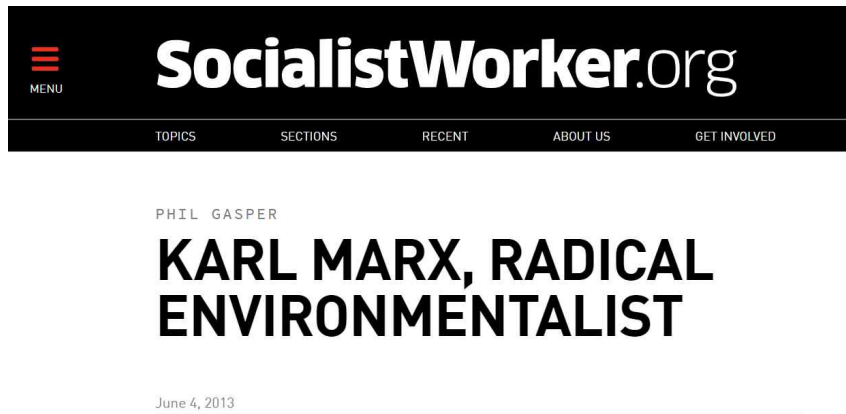 SocialistWorker.org
MENU
TOPICS SECTIONS RECENT ABOUT US GET INVOLVED
PHIL GASPER
KARL MARX, RADICAL
ENVIRONMENTALIST
June 4, 2013